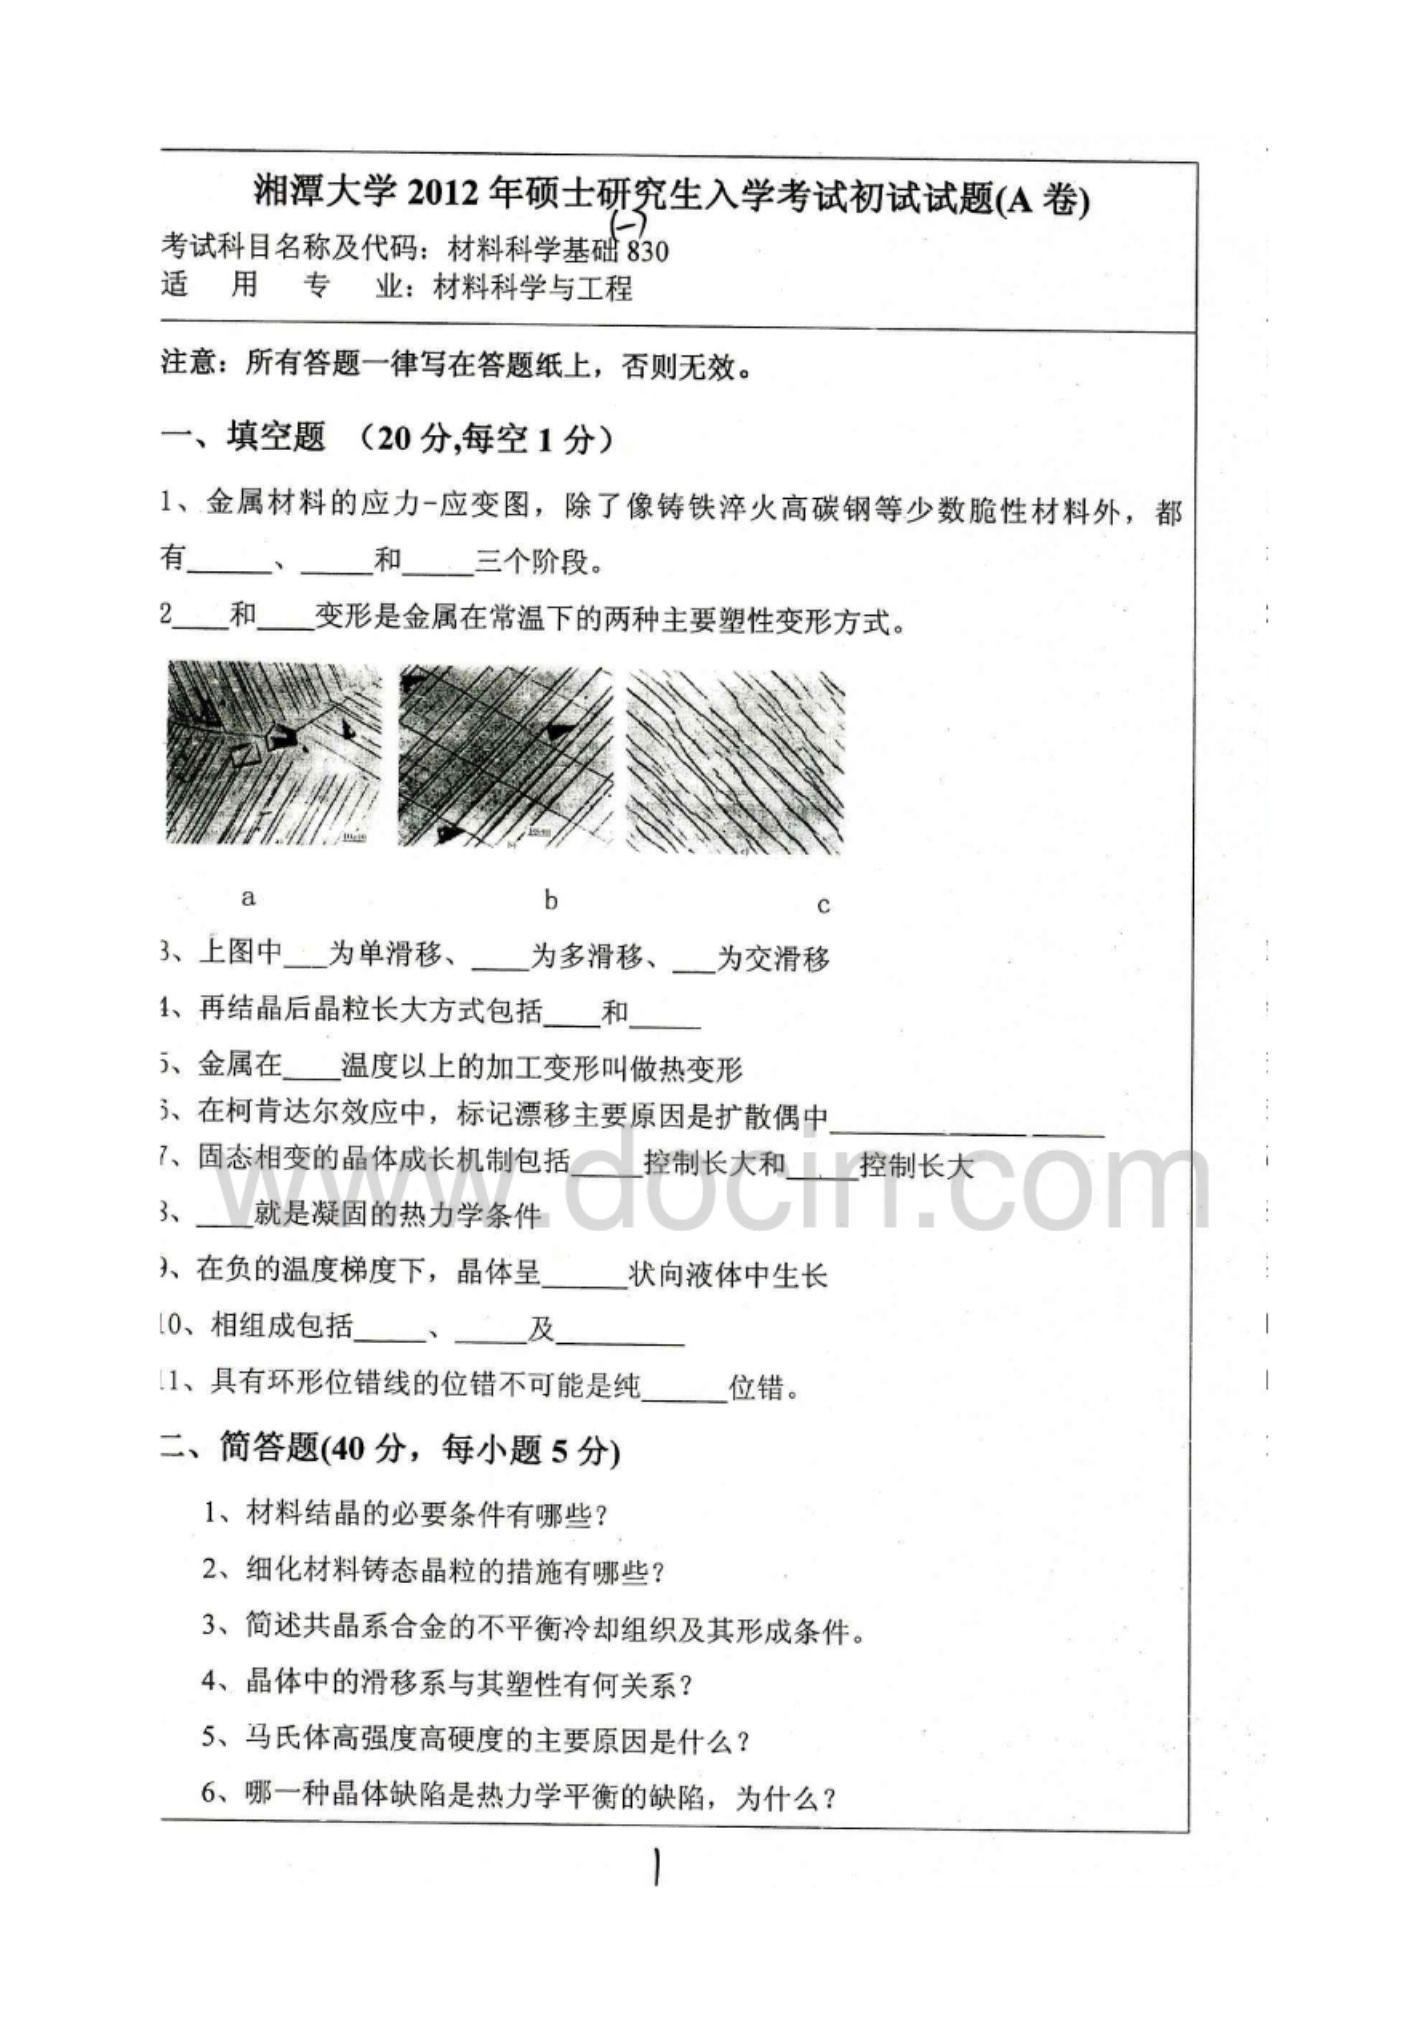 湘潭大学 2012 年硕士研究生入学考试初试试题(A 卷)
(一)
考试科目名称及代码：材料科学基础 830
适 用 专 业：材料科学与工程
注意：所有答题一律写在答题纸上，否则无效。
一、填空题 （20 分,每空 1 分）
1、金属材料的应力-应变图，除了像铸铁淬火高碳钢等少数脆性材料外，都
有______、_____和_____三个阶段。
2____和____变形是金属在常温下的两种主要塑性变形方式。
a b c
3、上图中___为单滑移、____为多滑移、___为交滑移
4、再结晶后晶粒长大方式包括____和_____
5、金属在____温度以上的加工变形叫做热变形
6、在柯肯达尔效应中，标记漂移主要原因是扩散偶中___________________
7、固态相变的晶体成长机制包括_____控制长大和_____控制长大
www.docin.com
8、____就是凝固的热力学条件
9、在负的温度梯度下，晶体呈______状向液体中生长
10、相组成包括_____、_____及_________
11、具有环形位错线的位错不可能是纯______位错。
二、简答题(40 分，每小题 5 分)
1、材料结晶的必要条件有哪些？
2、细化材料铸态晶粒的措施有哪些？
3、简述共晶系合金的不平衡冷却组织及其形成条件。
4、晶体中的滑移系与其塑性有何关系？
5、马氏体高强度高硬度的主要原因是什么？
6、哪一种晶体缺陷是热力学平衡的缺陷，为什么？
1